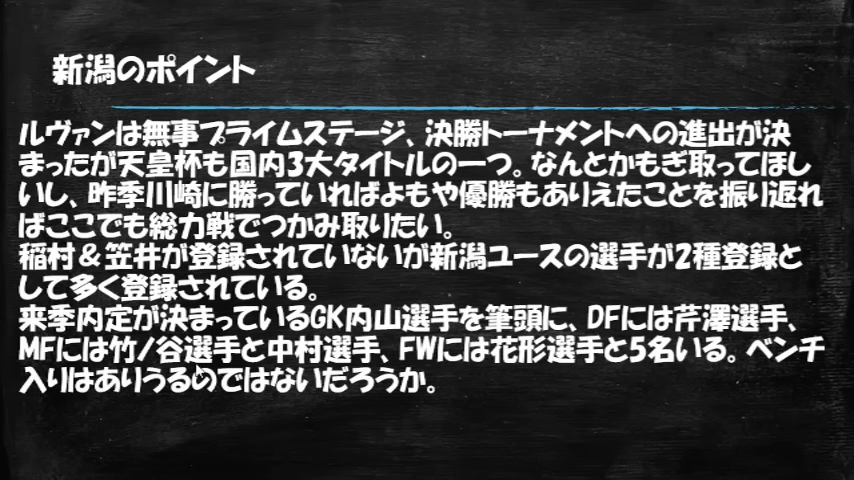 新潟のポイント
ルヴァンは無事プライムステージ、決勝トーナメントへの進出が決
まったが天皇杯も国内3大タイトルの一つ。なんとかもぎ取ってほし
いし、昨季川崎に勝っていればよもや優勝もありえたことを振り返れ
ばここでも総力戦でつかみ取りたい。
稲村＆笠井が登録されていないが新潟ユースの選手が2種登録と
して多く登録されている。
来季内定が決まっているGK内山選手を筆頭に、DFには芹澤選手、
MFには竹ノ谷選手と中村選手、FWには花形選手と5名いる。ベンチ
入りはありうるのではないだろうか。